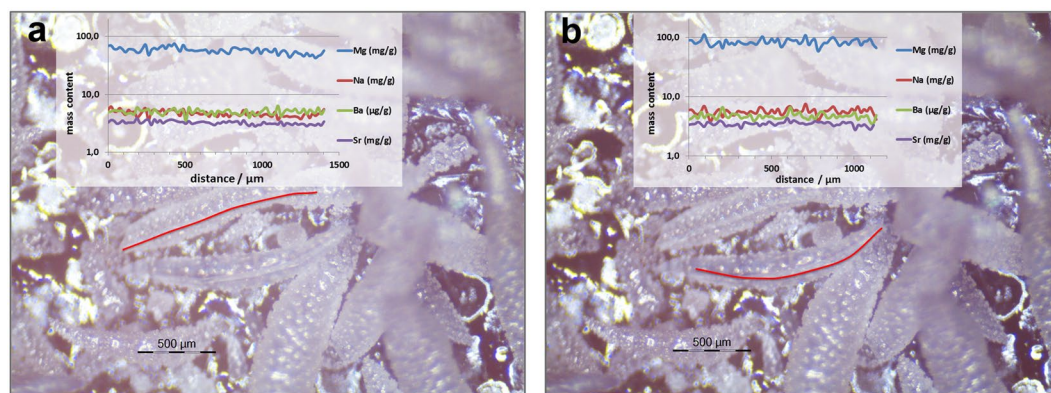 a
100,0
10,0
1,0
mass content
0
500
1000
1500
distance / µm
Mg (mg/g)
Na (mg/g)
Ba (µg/g)
Sr (mg/g)
500 µm
b
100,0
10,0
1,0
mass content
0
500
1000
distance / µm
Mg (mg/g)
Na (mg/g)
Ba (µg/g)
Sr (mg/g)
500 µm